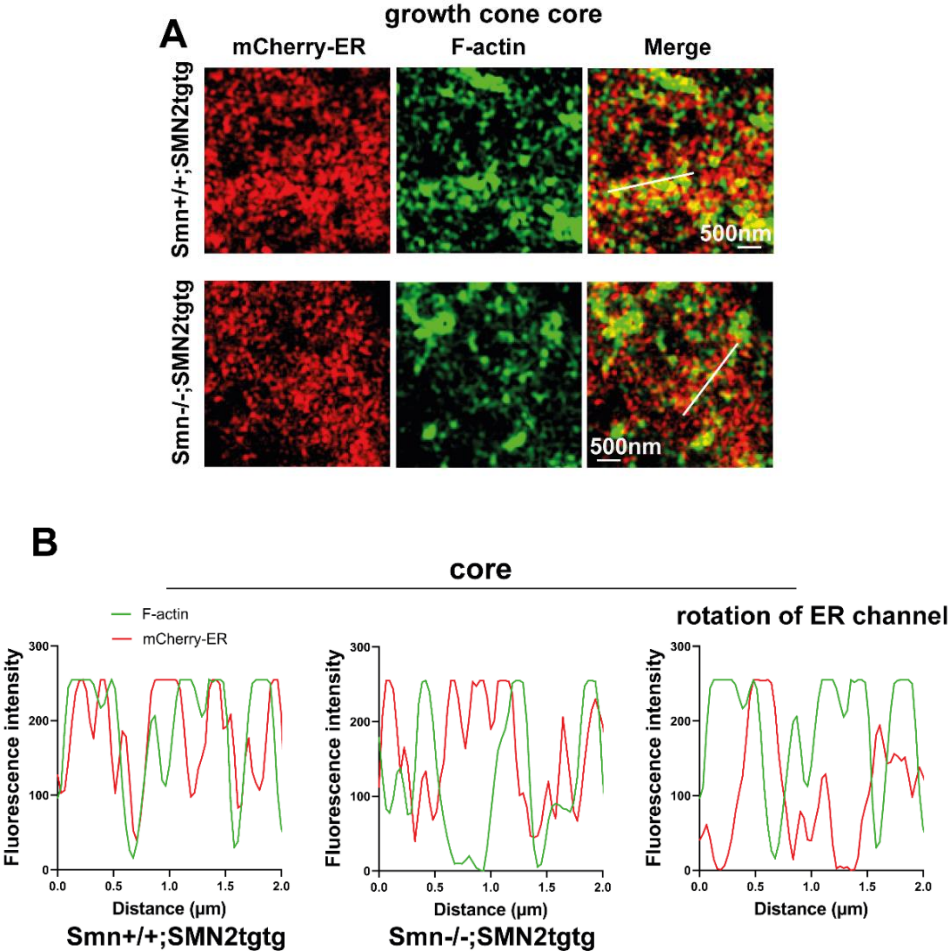 growth cone core
A
mCherry-ER F-actin Merge
Smn+/+;SMN2tgtg
500nm
Smn-/-;SMN2tgtg
500nm
B
core
F-actin
mCherry-ER
rotation of ER channel
Fluorescence intensity
300
200
100
0
0.0 0.5 1.0 1.5 2.0
Distance (µm)
Smn+/+;SMN2tgtg
Fluorescence intensity
300
200
100
0
0.0 0.5 1.0 1.5 2.0
Distance (µm)
Smn-/-;SMN2tgtg
Fluorescence intensity
300
200
100
0
0.0 0.5 1.0 1.5 2.0
Distance (µm)